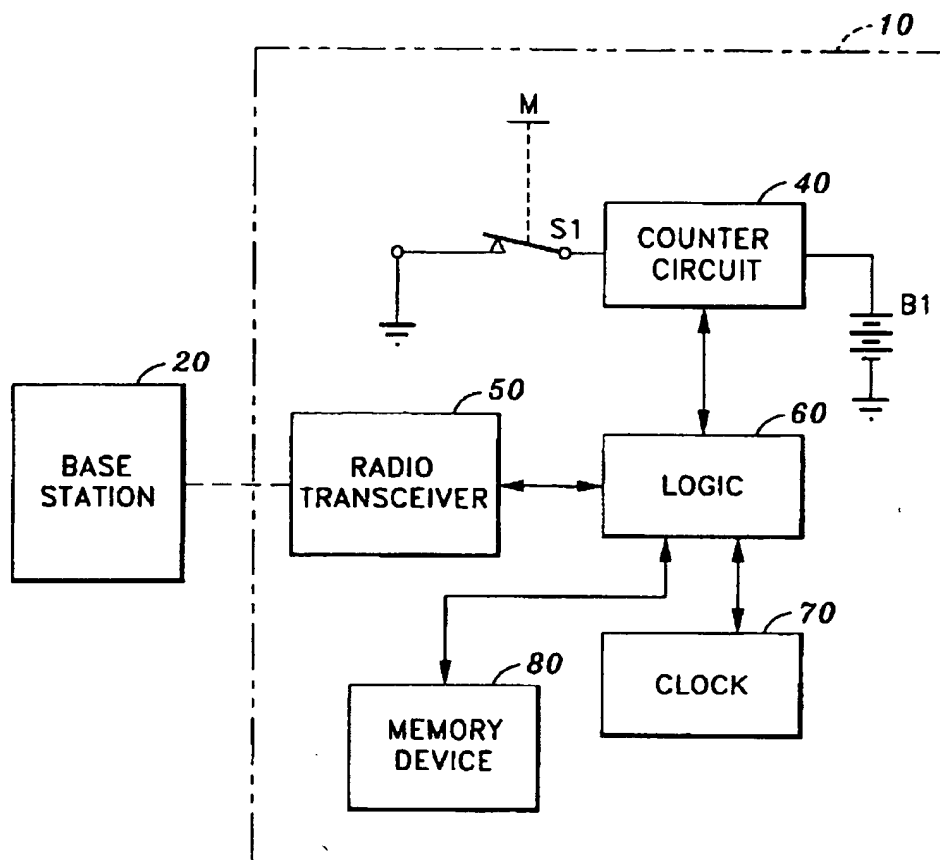 10
M
S1
40
COUNTER
CIRCUIT
B1
20
BASE
STATION
50
RADIO
TRANSCEIVER
60
LOGIC
70
CLOCK
80
MEMORY
DEVICE